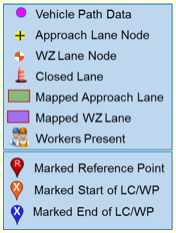 Vehicle Path Data
Approach Lane Node
WZ Lane Node
Closed Lane
Mapped Approach Lane
Mapped WZ Lane
Workers Present
R Marked Reference Point
X Marked Start of LC/WP
X Marked End of LC/WP